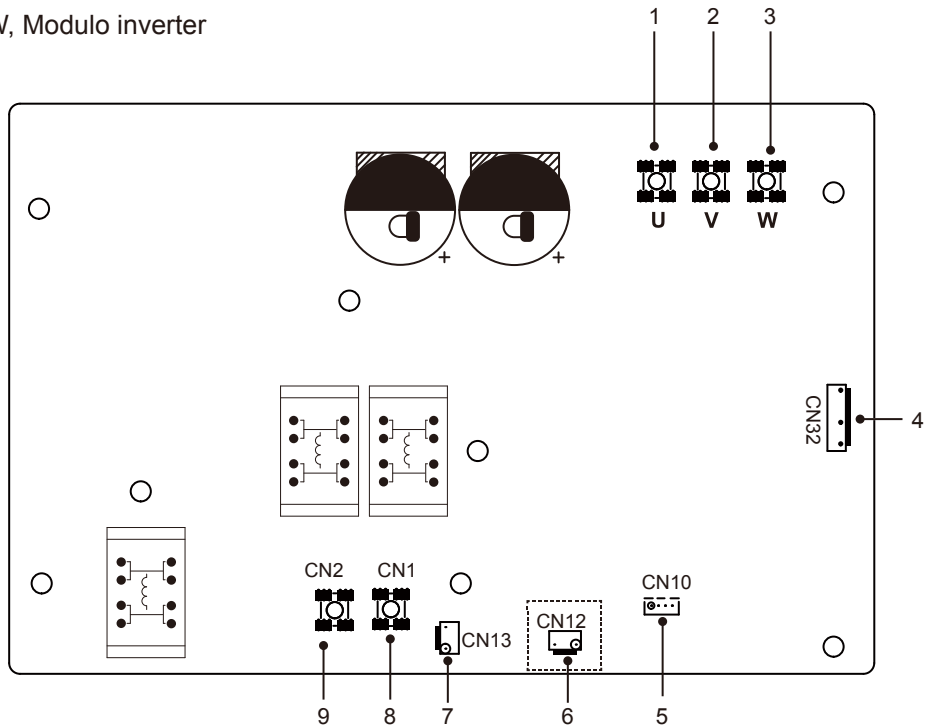 , Modulo inverter
1 2 3
U V W
+ +
CN32
4
CN2 CN1
CN10
CN12
CN13
9 8 7 6 5